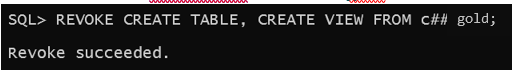 SQL> REVOKE CREATE TABLE, CREATE VIEW FROM c## gold;
Revoke succeeded.